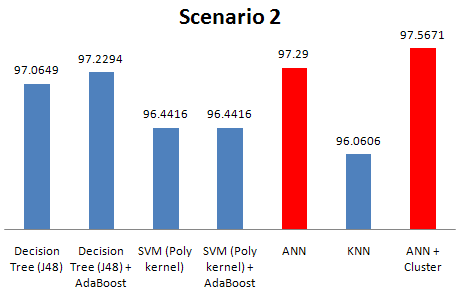 Scenario 2
97.0649
97.2294
96.4416
96.4416
97.29
96.0606
97.5671
Decision
Tree (J48)
Decision
Tree (J48) +
AdaBoost
SVM (Poly
kernel)
SVM (Poly
kernel) +
AdaBoost
ANN
KNN
ANN +
Cluster